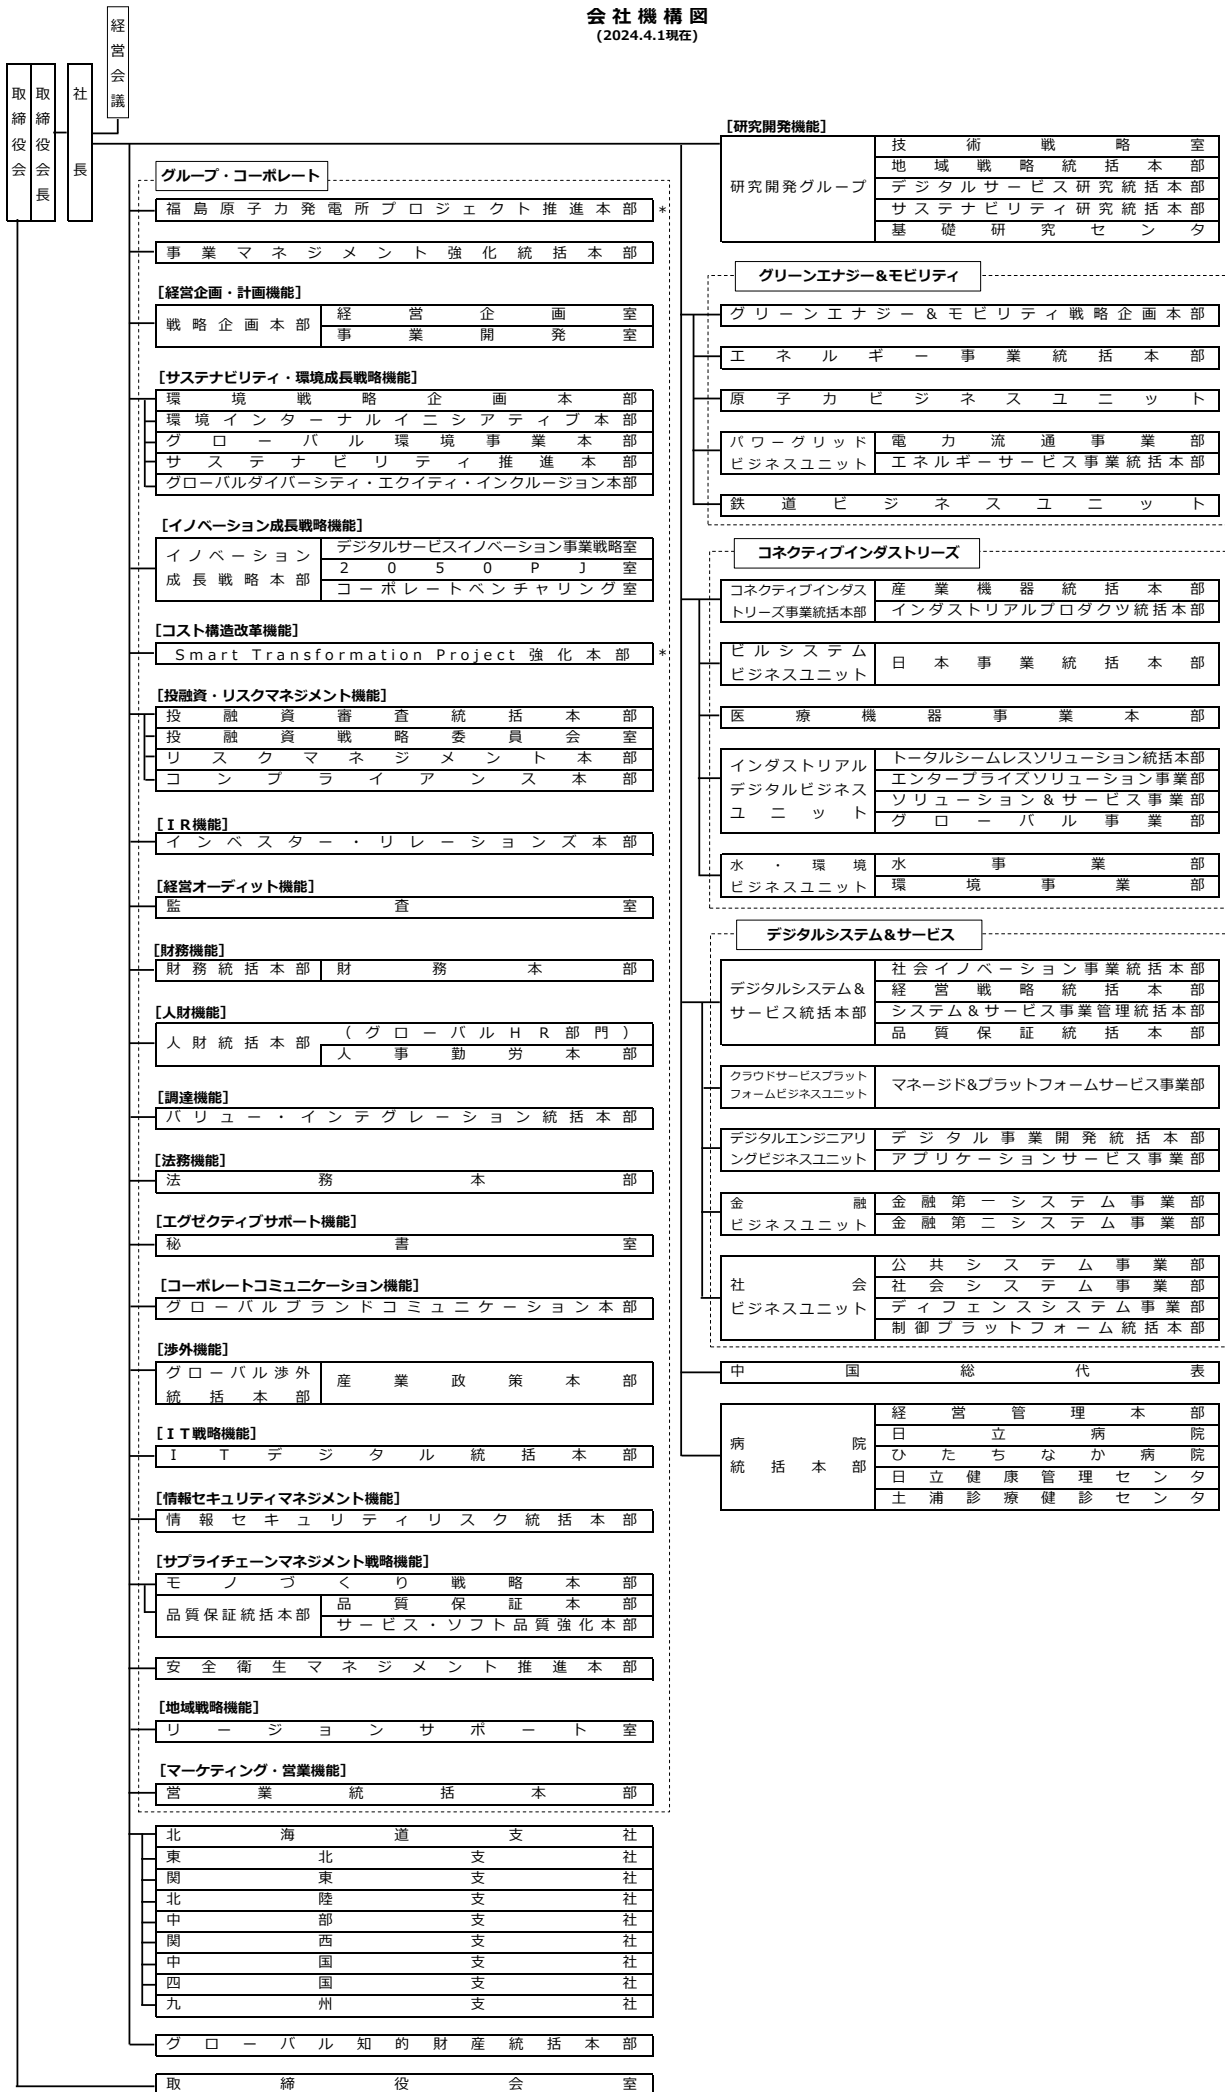 会社機構図
(2024.4.1現在)
取締役会
取締役会長
社長
経営会議
グループ・コーポレート
福島原子力発電所プロジェクト推進本部 *
事業マネジメント強化統括本部
[経営企画・計画機能]
戦略企画本部
経営企画室
事業開発室
[サステナビリティ・環境成長戦略機能]
環境戦略企画本部
環境インターナルイニシアティブ本部
グローバル環境事業本部
サステナビリティ推進本部
グローバルダイバーシティ・エクイティ・インクルージョン本部
[イノベーション成長戦略機能]
イノベーション
成長戦略本部
デジタルサービスイノベーション事業戦略室
2050PJ室
コーポレートベンチャリング室
[コスト構造改革機能]
Smart Transformation Project 強化本部 *
[投融資・リスクマネジメント機能]
投融資審査統括本部
投融資戦略委員会室
リスクマネジメント本部
コンプライアンス本部
[IR機能]
インベスター・リレーションズ本部
[経営オーディット機能]
監査室
[財務機能]
財務統括本部
財務本部
[人財機能]
人財統括本部
(グローバルHR部門)
人事勤労本部
[調達機能]
バリュー・インテグレーション統括本部
[法務機能]
法務本部
[エグゼクティブサポート機能]
秘書室
[コーポレートコミュニケーション機能]
グローバルブランドコミュニケーション本部
[渉外機能]
グローバル渉外
統括本部
産業政策本部
[IT戦略機能]
ITデジタル統括本部
[情報セキュリティマネジメント機能]
情報セキュリティリスク統括本部
[サプライチェーンマネジメント戦略機能]
モノづくり戦略本部
品質保証統括本部
品質保証本部
サービス・ソフト品質強化本部
安全衛生マネジメント推進本部
[地域戦略機能]
リージョンサポート室
[マーケティング・営業機能]
営業統括本部
北海道支社
東北支社
関東支社
北陸支社
中部支社
関西支社
中国支社
四国支社
九州支社
グローバル知的財産統括本部
取締役会室
[研究開発機能]
研究開発グループ
技術戦略室
地域戦略統括本部
デジタルサービス研究統括本部
サステナビリティ研究統括本部
基礎研究センタ
グリーンエナジー&モビリティ
グリーンエナジー&モビリティ戦略企画本部
エネルギー事業統括本部
原子力ビジネスユニット
パワーグリッド
ビジネスユニット
電力流通事業部
エネルギーサービス事業統括本部
鉄道ビジネスユニット
コネクティブインダストリーズ
コネクティブインダス
トリーズ事業統括本部
産業機器統括本部
インダストリアルプロダクツ統括本部
ビルシステム
ビジネスユニット
日本事業統括本部
医療機器事業本部
インダストリアル
デジタルビジネス
ユニット
トータルシームレスソリューション統括本部
エンタープライズソリューション事業部
ソリューション&サービス事業部
グローバル事業部
水・環境
ビジネスユニット
水事業部
環境事業部
デジタルシステム&サービス
デジタルシステム&
サービス統括本部
社会イノベーション事業統括本部
経営戦略統括本部
システム&サービス事業管理統括本部
品質保証統括本部
クラウドサービスプラット
フォームビジネスユニット
マネージド&プラットフォームサービス事業部
デジタルエンジニアリ
ングビジネスユニット
デジタル事業開発統括本部
アプリケーションサービス事業部
金融
ビジネスユニット
金融第一システム事業部
金融第二システム事業部
社会
ビジネスユニット
公共システム事業部
社会システム事業部
ディフェンスシステム事業部
制御プラットフォーム統括本部
中国総代表
病院
統括本部
経営管理本部
日立病院
ひたちなか病院
日立健康管理センタ
土浦診療健診センタ